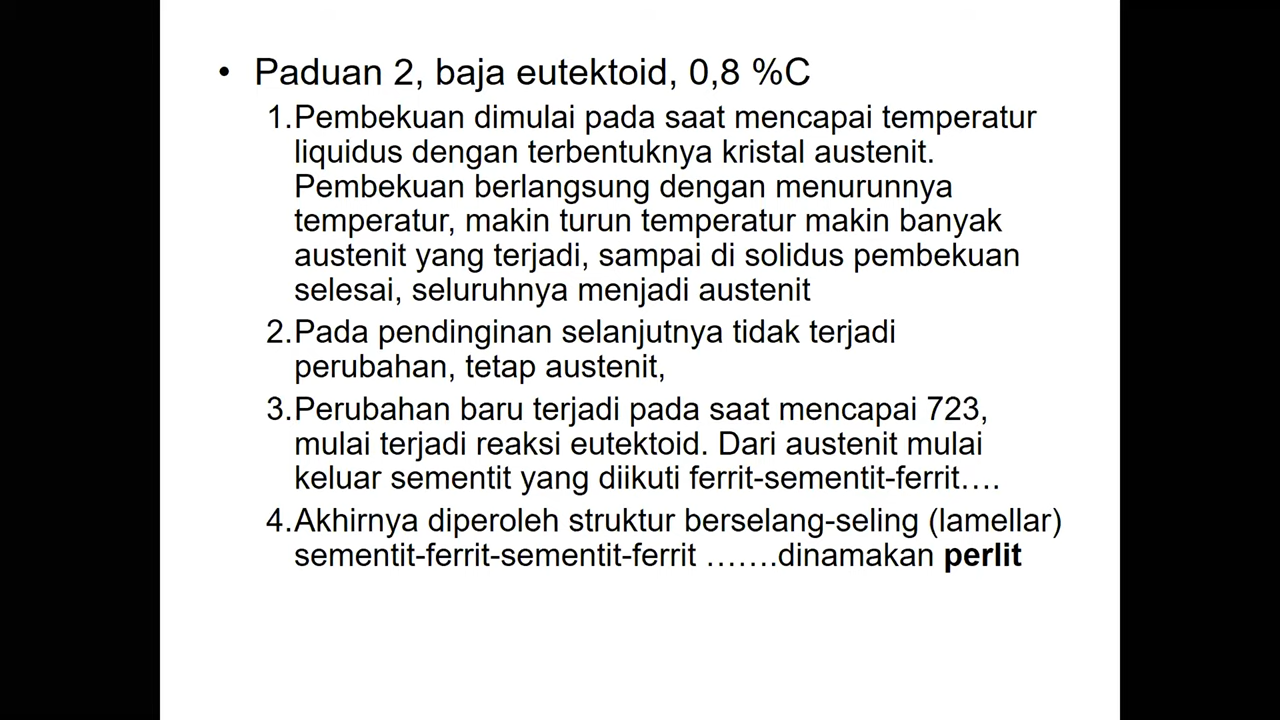 • Paduan 2, baja eutektoid, 0,8 %C
1.Pembekuan dimulai pada saat mencapai temperatur
liquidus dengan terbentuknya kristal austenit.
Pembekuan berlangsung dengan menurunnya
temperatur, makin turun temperatur makin banyak
austenit yang terjadi, sampai di solidus pembekuan
selesai, seluruhnya menjadi austenit
2.Pada pendinginan selanjutnya tidak terjadi
perubahan, tetap austenit,
3.Perubahan baru terjadi pada saat mencapai 723,
mulai terjadi reaksi eutektoid. Dari austenit mulai
keluar sementit yang diikuti ferrit-sementit-ferrit….
4.Akhirnya diperoleh struktur berselang-seling (lamellar)
sementit-ferrit-sementit-ferrit …….dinamakan perlit